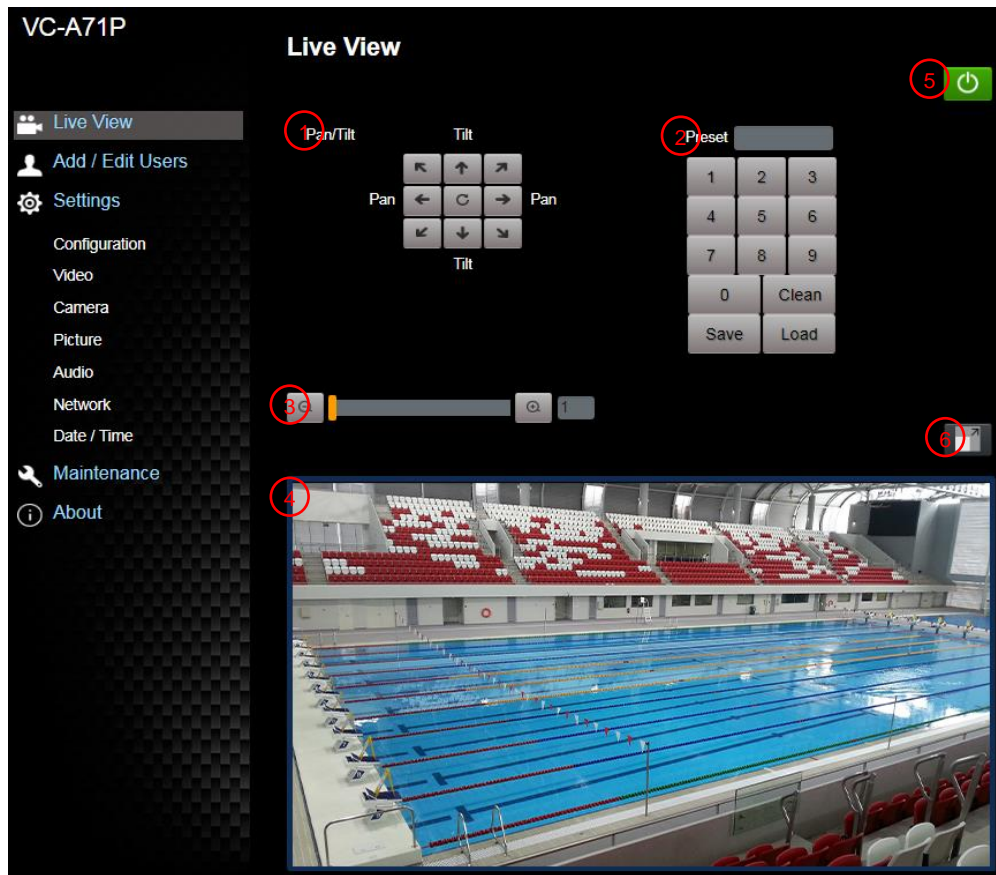 VC-A71P
Live View
5
Live View
Add / Edit Users
Settings
Configuration
Video
Camera
Picture
Audio
Network
Date / Time
Maintenance
About
1 Pan/Tilt
Tilt
Pan
Pan
Tilt
2 Preset
1 2 3
4 5 6
7 8 9
0 Clean
Save Load
3
1
6
4